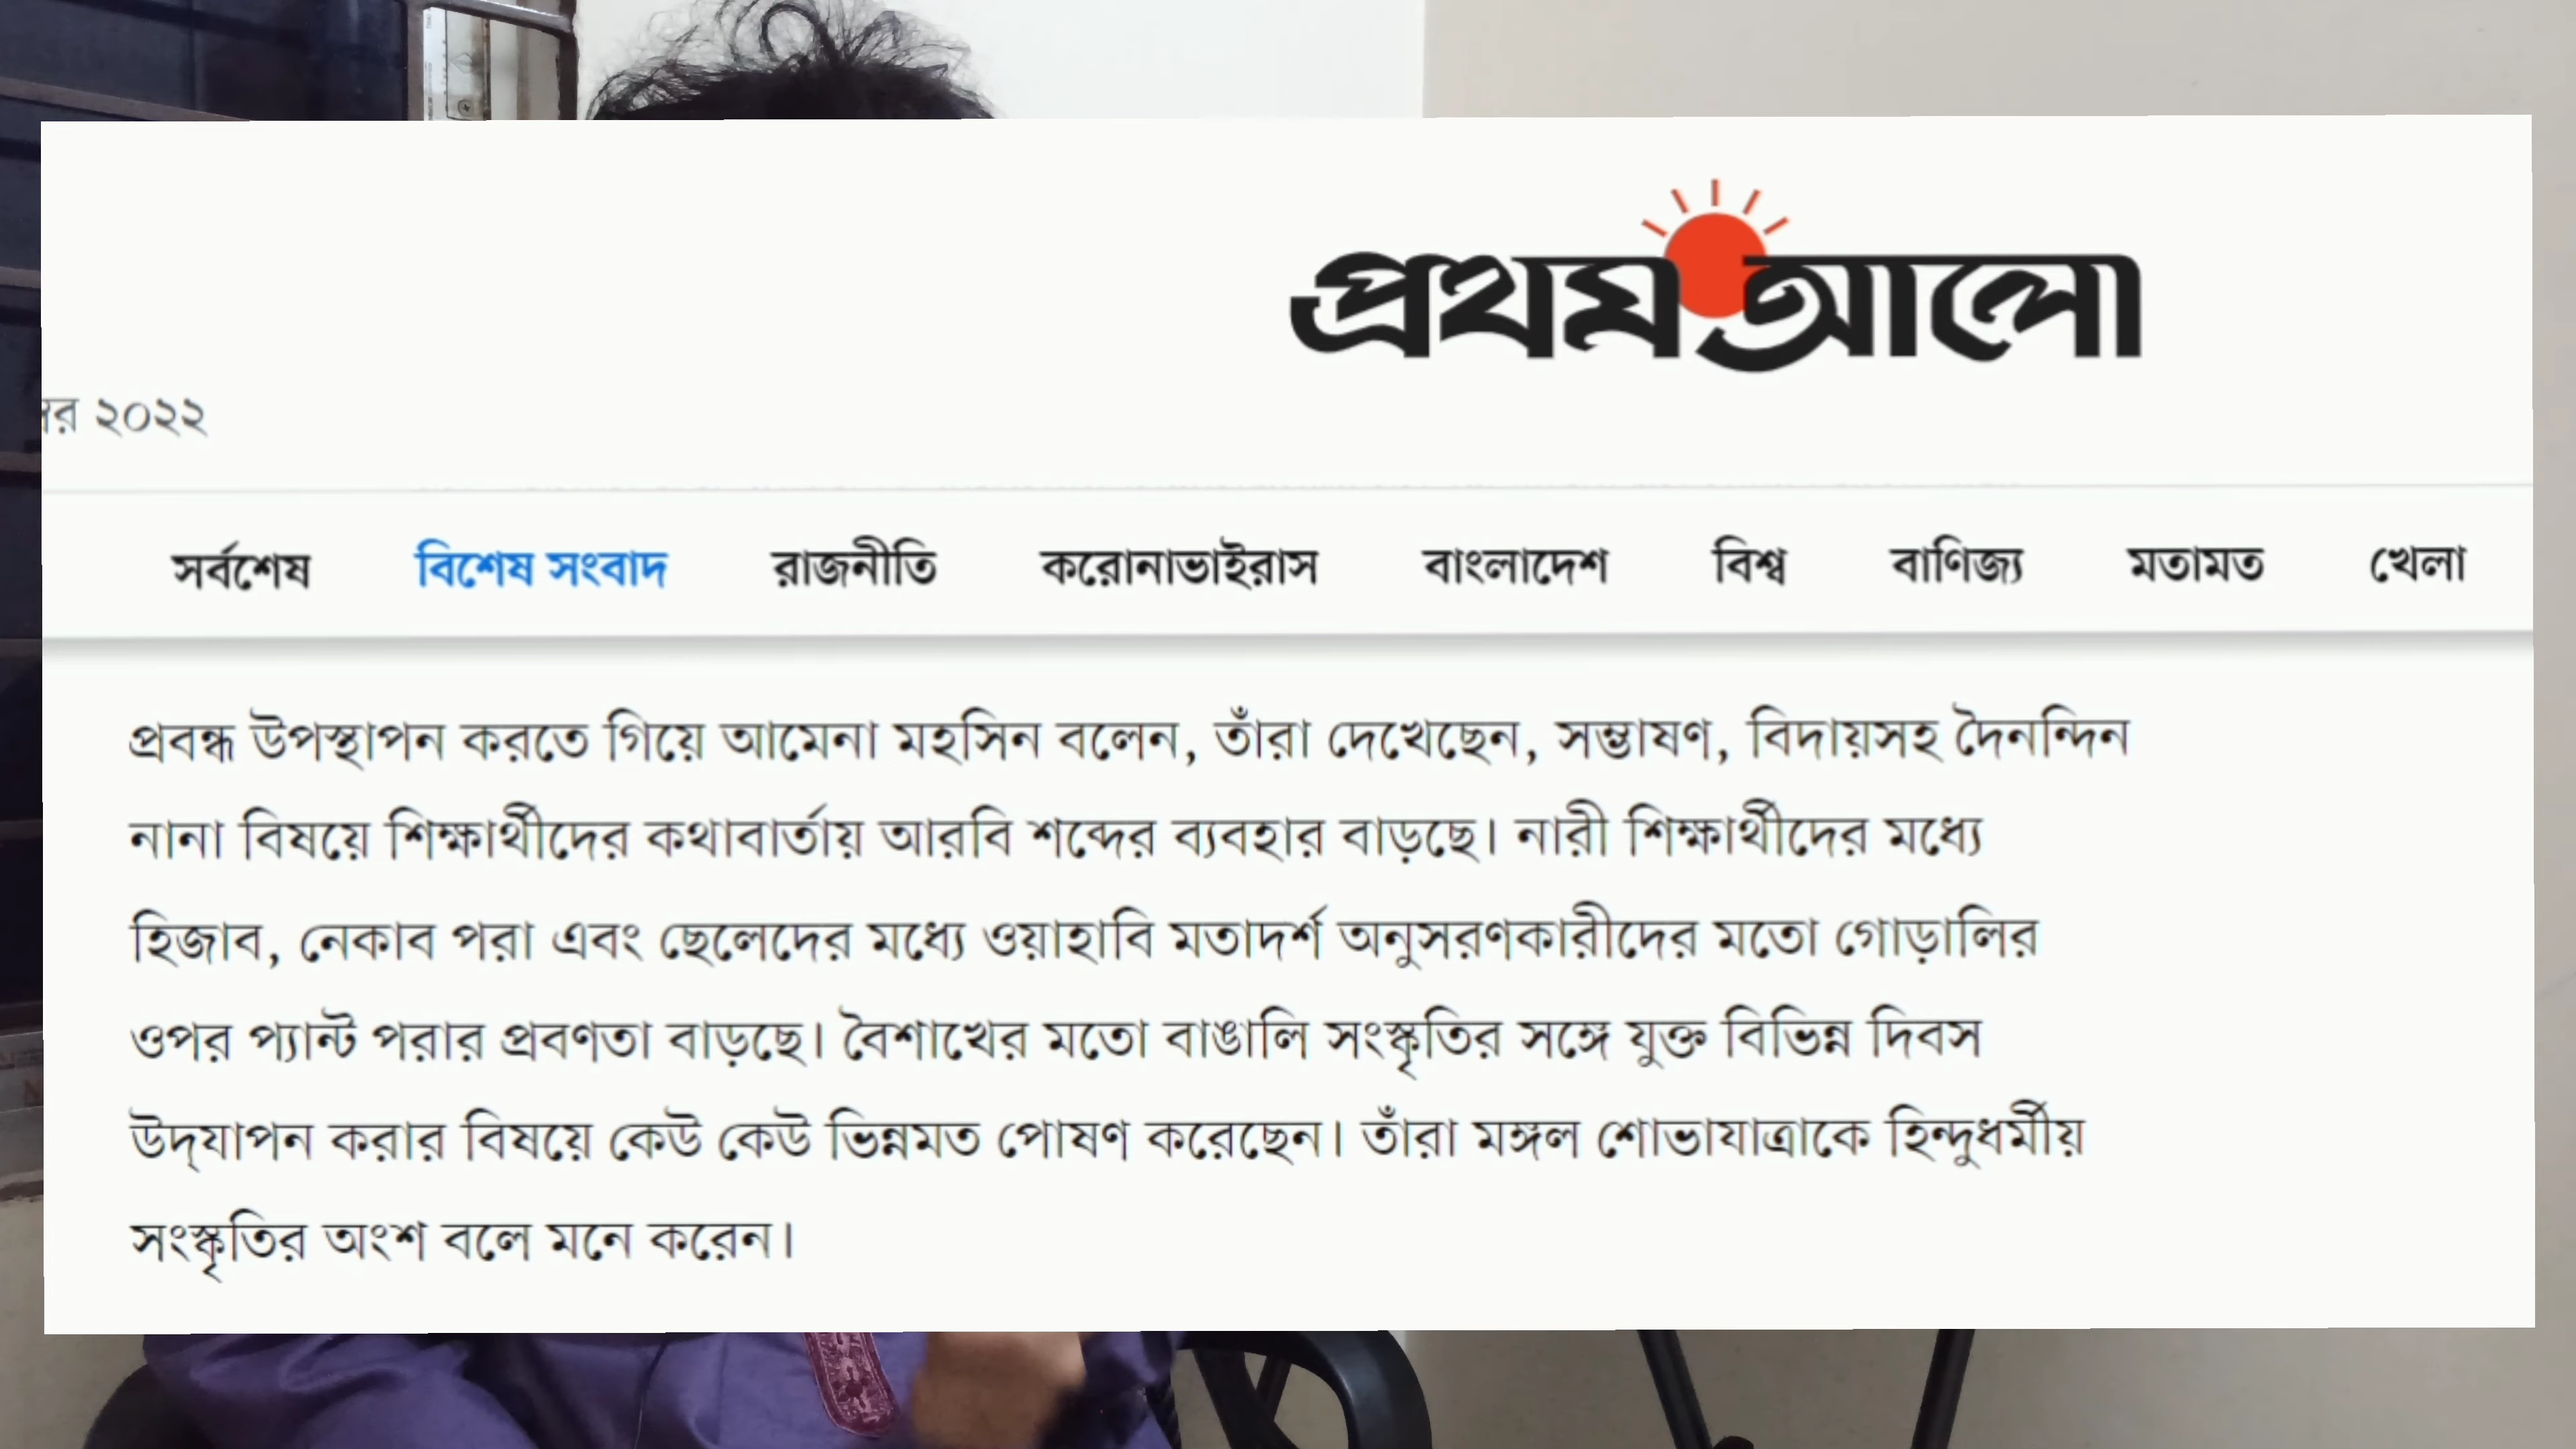 প্রথম আলো
২০২২
সর্বশেষ বিশেষ সংবাদ রাজনীতি করোনাভাইরাস বাংলাদেশ বিশ্ব বাণিজ্য মতামত খেলা
প্রবন্ধ উপস্থাপন করতে গিয়ে আমেনা মহসিন বলেন, তাঁরা দেখেছেন, সম্ভাষণ, বিদায়সহ দৈনন্দিন
নানা বিষয়ে শিক্ষার্থীদের কথাবার্তায় আরবি শব্দের ব্যবহার বাড়ছে। নারী শিক্ষার্থীদের মধ্যে
হিজাব, নেকাব পরা এবং ছেলেদের মধ্যে ওয়াহাবি মতাদর্শ অনুসরণকারীদের মতো গোড়ালির
ওপর প্যান্ট পরার প্রবণতা বাড়ছে। বৈশাখের মতো বাঙালি সংস্কৃতির সঙ্গে যুক্ত বিভিন্ন দিবস
উদ্‌যাপন করার বিষয়ে কেউ কেউ ভিন্নমত পোষণ করেছেন। তাঁরা মঙ্গল শোভাযাত্রাকে হিন্দুধর্মীয়
সংস্কৃতির অংশ বলে মনে করেন।